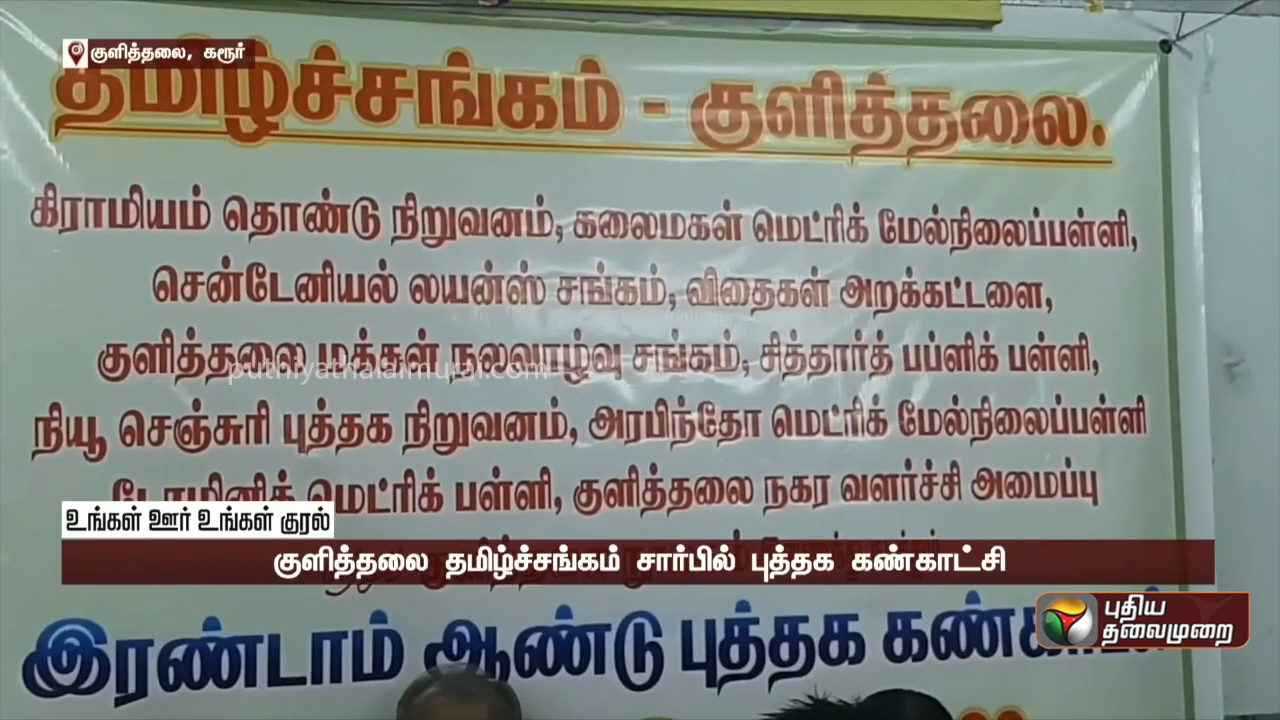 குளித்தலை, கரூர்
தமிழ்ச்சங்கம் - குளித்தலை.
கிராமியம் தொண்டு நிறுவனம், கலைமகள் மெட்ரிக் மேல்நிலைப்பள்ளி,
சென்டேனியல் லயன்ஸ் சங்கம், விதைகள் அறக்கட்டளை,
குளித்தலை மக்கள் நலவாழ்வு சங்கம், சித்தார்த் பப்ளிக் பள்ளி,
puthiyathalaimurai.com
நியூ செஞ்சுரி புத்தக நிறுவனம், அரபிந்தோ மெட்ரிக் மேல்நிலைப்பள்ளி
டோமினிக் மெட்ரிக் பள்ளி, குளித்தலை நகர வளர்ச்சி அமைப்பு
உங்கள் ஊர் உங்கள் குரல்
குளித்தலை தமிழ்ச்சங்கம் சார்பில் புத்தக கண்காட்சி
புதிய தலைமுறை
இரண்டாம் ஆண்டு புத்தக